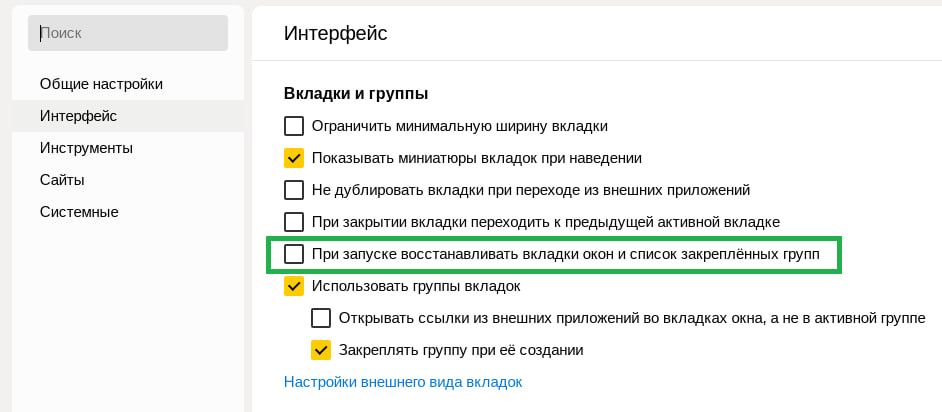 Поиск
Общие настройки
Интерфейс
Инструменты
Сайты
Системные
Интерфейс
Вкладки и группы
Ограничить минимальную ширину вкладки
Показывать миниатюры вкладок при наведении
Не дублировать вкладки при переходе из внешних приложений
При закрытии вкладки переходить к предыдущей активной вкладке
При запуске восстанавливать вкладки окон и список закреплённых групп
Использовать группы вкладок
Открывать ссылки из внешних приложений во вкладках окна, а не в активной группе
Закреплять группу при её создании
Настройки внешнего вида вкладок